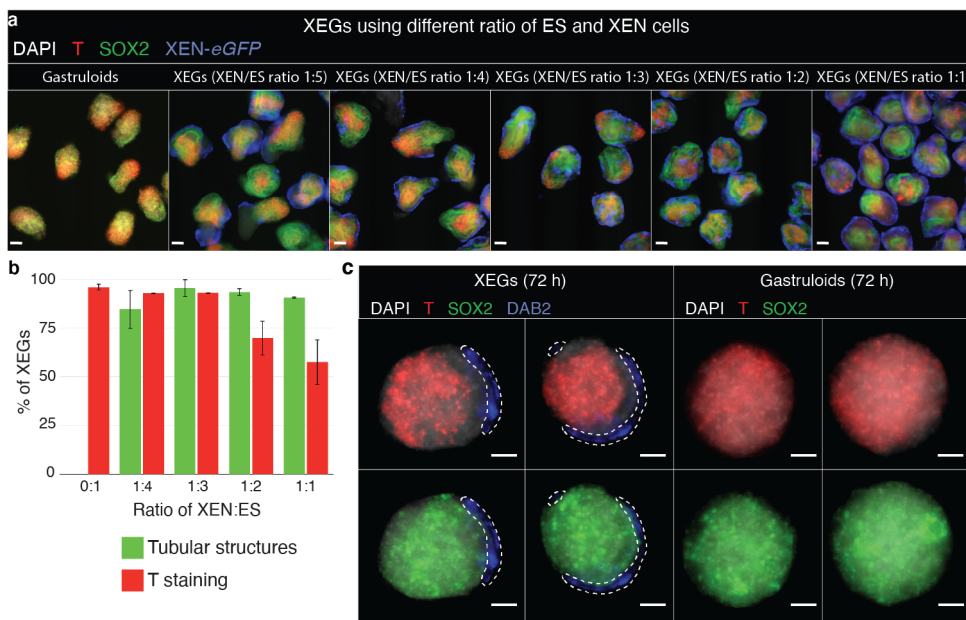 a
XEGs using different ratio of ES and XEN cells
DAPI T SOX2 XEN-eGFP
Gastruloids XEGs (XEN/ES ratio 1:5) XEGs (XEN/ES ratio 1:4) XEGs (XEN/ES ratio 1:3) XEGs (XEN/ES ratio 1:2) XEGs (XEN/ES ratio 1:1
b
% of XEGs
100
75
50
25
0
0:1 1:4 1:3 1:2 1:1
Ratio of XEN:ES
Tubular structures
T staining
c
XEGs (72 h) Gastruloids (72 h)
DAPI T SOX2 DAB2 DAPI T SOX2